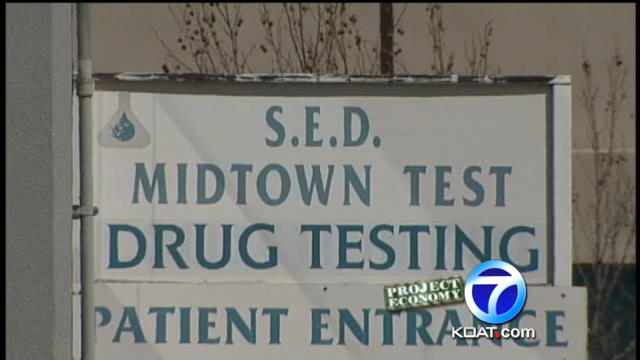 S.E.D.
MIDTOWN TEST
DRUG TESTING
PROJECT
ECONOMY
7
PATIENT ENTRANCE
KOAT.com